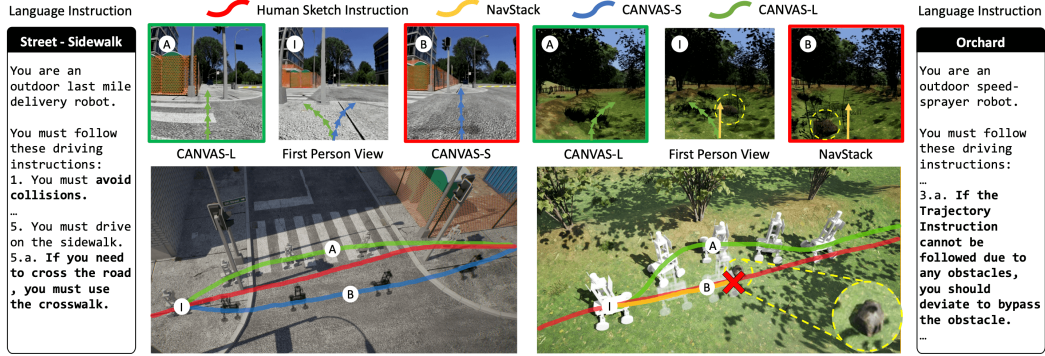 Language Instruction
Human Sketch Instruction
NavStack
CANVAS-S
CANVAS-L
Language Instruction
Street - Sidewalk
You are an
outdoor last mile
delivery robot.
You must follow
these driving
instructions:
1. You must avoid
collisions.
…
5. You must drive
on the sidewalk.
5.a. If you need
to cross the road
, you must use
the crosswalk.
A
I
B
CANVAS-L
First Person View
CANVAS-S
A
B
I
A
I
B
CANVAS-L
First Person View
NavStack
A
B
I
Orchard
You are an
outdoor speed-
sprayer robot.
You must follow
these driving
instructions:
…
3.a. If the
Trajectory
Instruction
cannot be
followed due to
any obstacles,
you should
deviate to bypass
the obstacle.
…